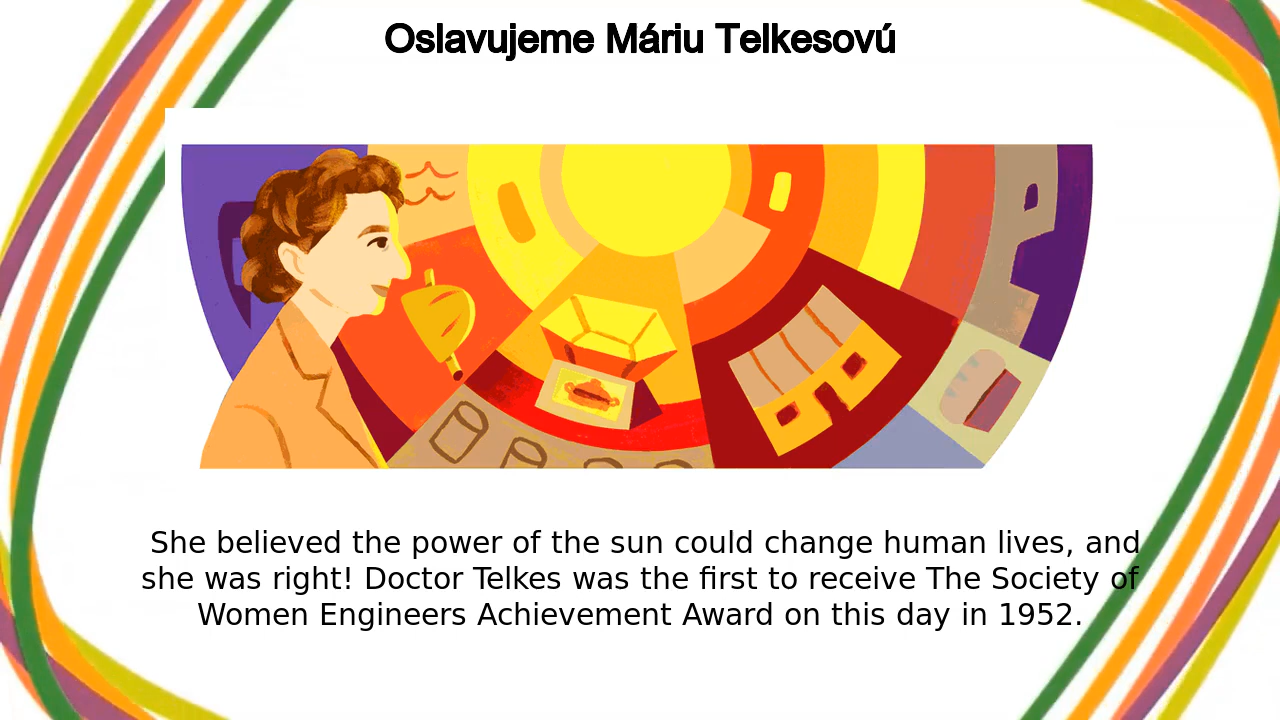 Oslavujeme Máriu Telkesovú
She believed the power of the sun could change human lives, and
she was right! Doctor Telkes was the first to receive The Society of
Women Engineers Achievement Award on this day in 1952.